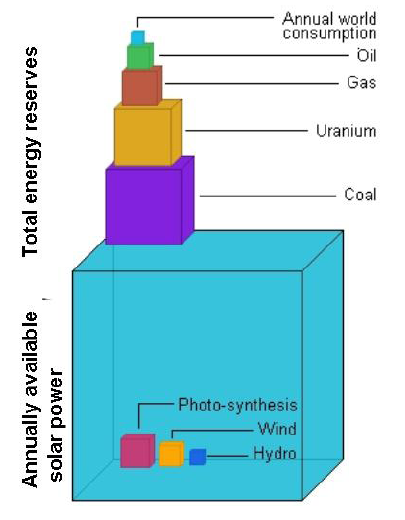 Annual world
consumption
Oil
Gas
Uranium
Coal
Total energy reserves
Photo-synthesis
Wind
Hydro
Annually available
solar power